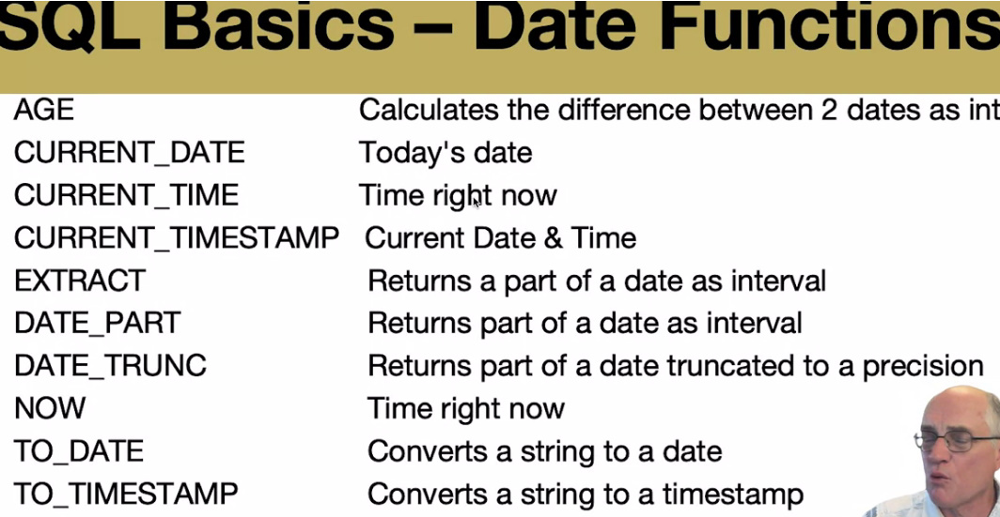 SQL Basics – Date Functions
AGE Calculates the difference between 2 dates as int
CURRENT_DATE Today's date
CURRENT_TIME Time right now
CURRENT_TIMESTAMP Current Date & Time
EXTRACT Returns a part of a date as interval
DATE_PART Returns part of a date as interval
DATE_TRUNC Returns part of a date truncated to a precision
NOW Time right now
TO_DATE Converts a string to a date
TO_TIMESTAMP Converts a string to a timestamp